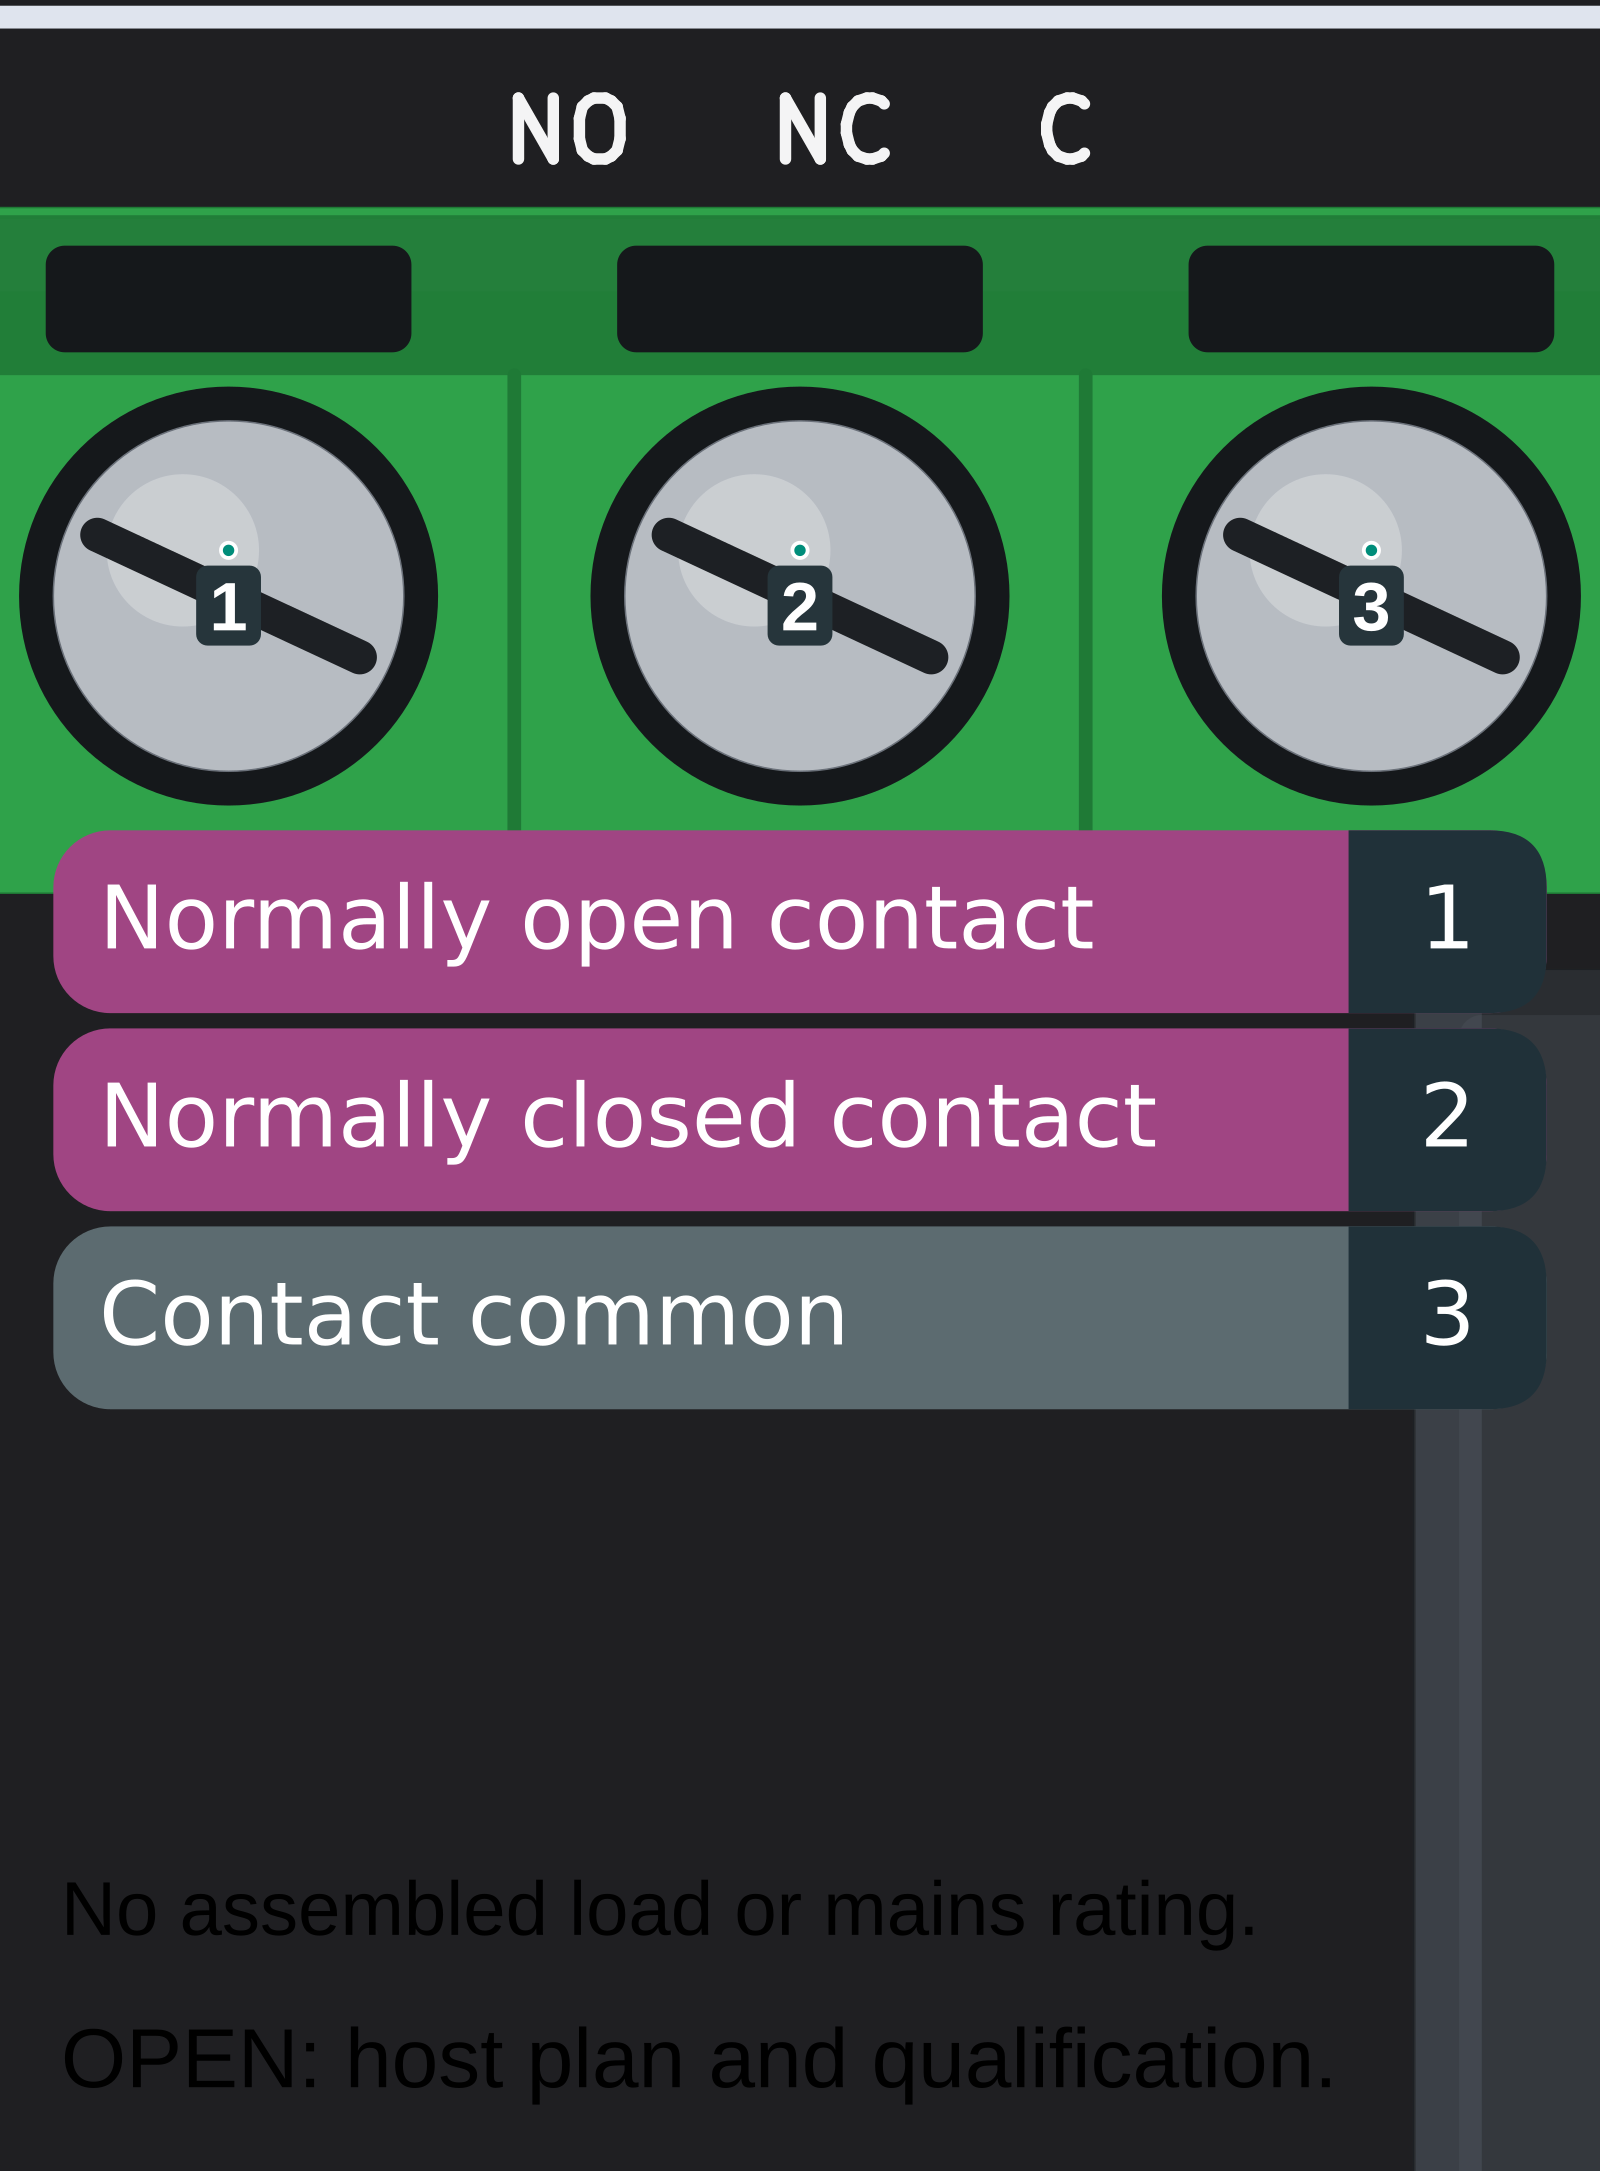 NO NC C
1 2 3
Normally open contact 1
Normally closed contact 2
Contact common 3
No assembled load or mains rating.
OPEN: host plan and qualification.